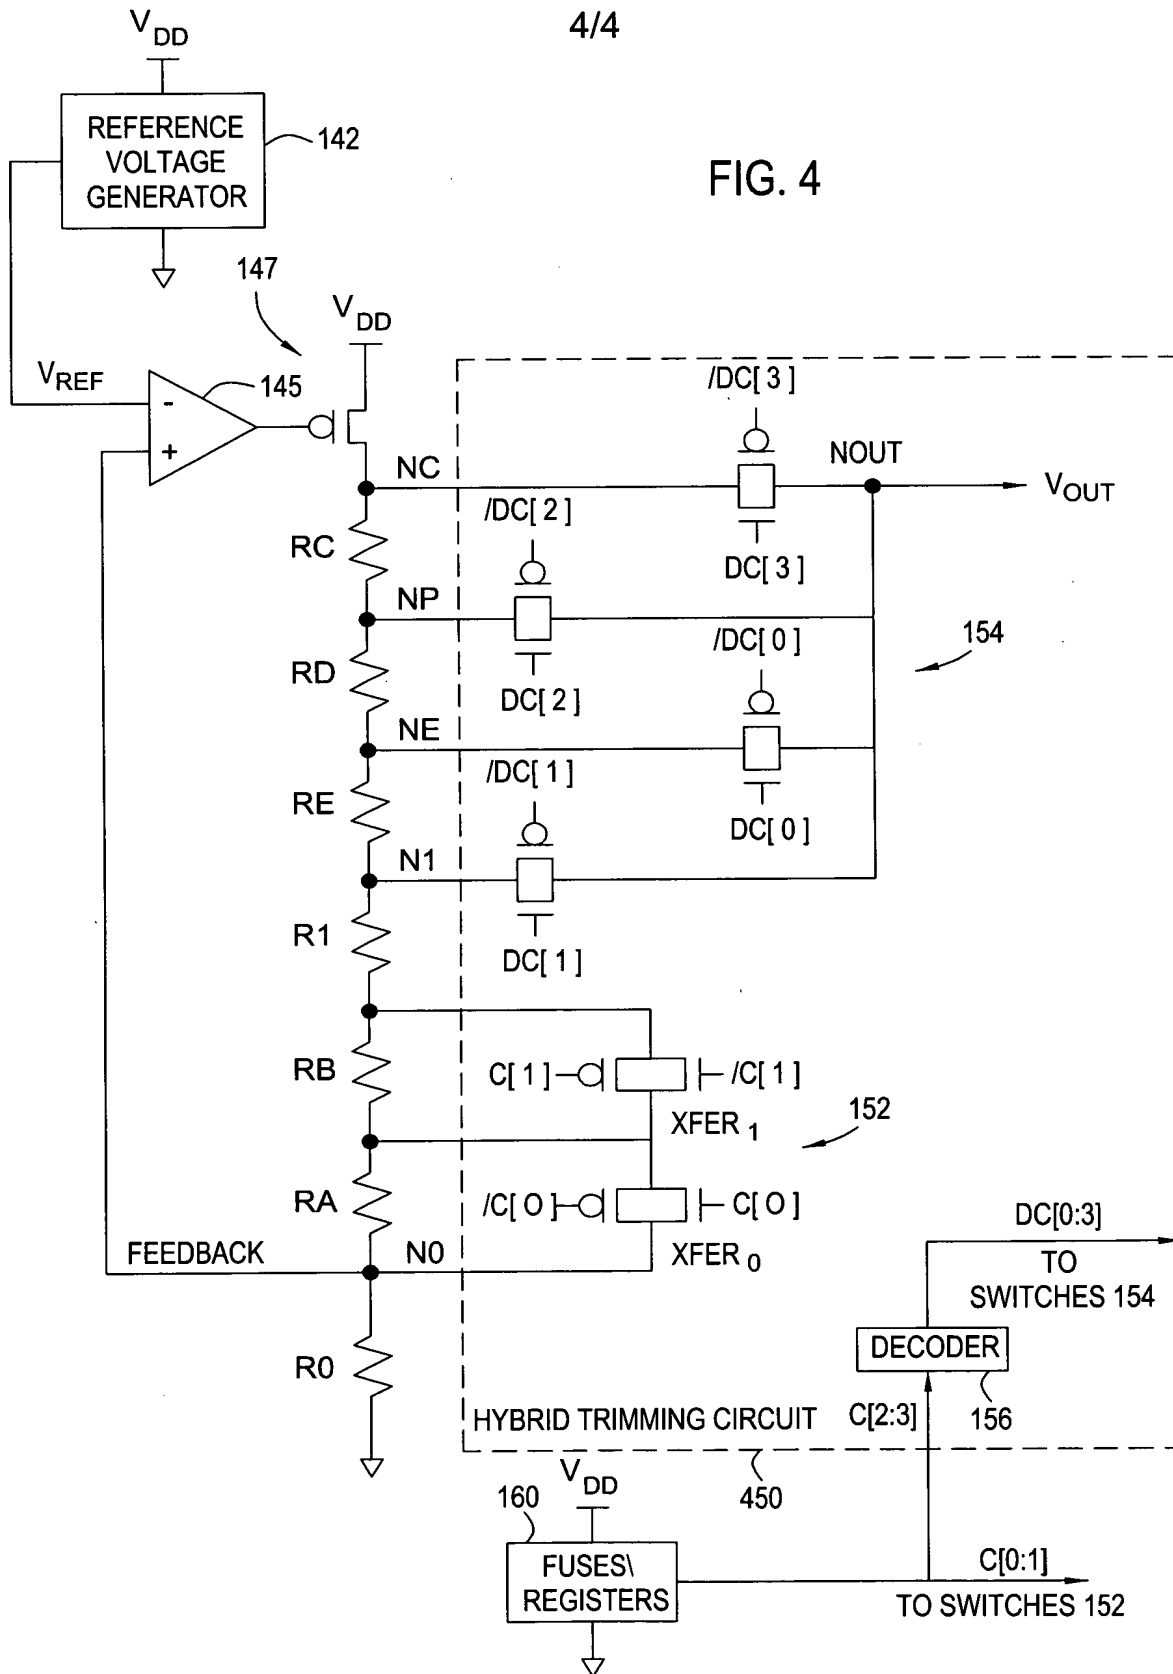 4/4
FIG. 4
VDD
REFERENCE
VOLTAGE
GENERATOR
142
147
VDD
VREF
-
+
145
/DC[ 3 ]
NC
NOUT
VOUT
/DC[ 2 ]
DC[ 3 ]
RC
NP
/DC[ 0 ]
154
RD
DC[ 2 ]
NE
/DC[ 1 ]
RE
DC[ 0 ]
N1
R1
DC[ 1 ]
RB
C[ 1 ]
/C[ 1 ]
XFER 1
152
RA
/C[ O ]
C[ O ]
XFER 0
FEEDBACK
N0
DC[0:3]
TO
SWITCHES 154
R0
DECODER
156
HYBRID TRIMMING CIRCUIT
C[2:3]
450
VDD
160
FUSES\
REGISTERS
C[0:1]
TO SWITCHES 152